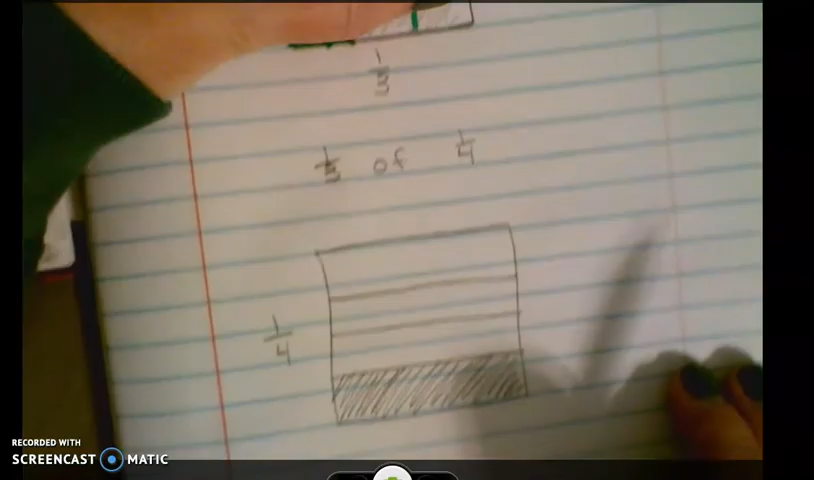 1/3
1/3 of 1/4
1/4
RECORDED WITH
SCREENCAST MATIC